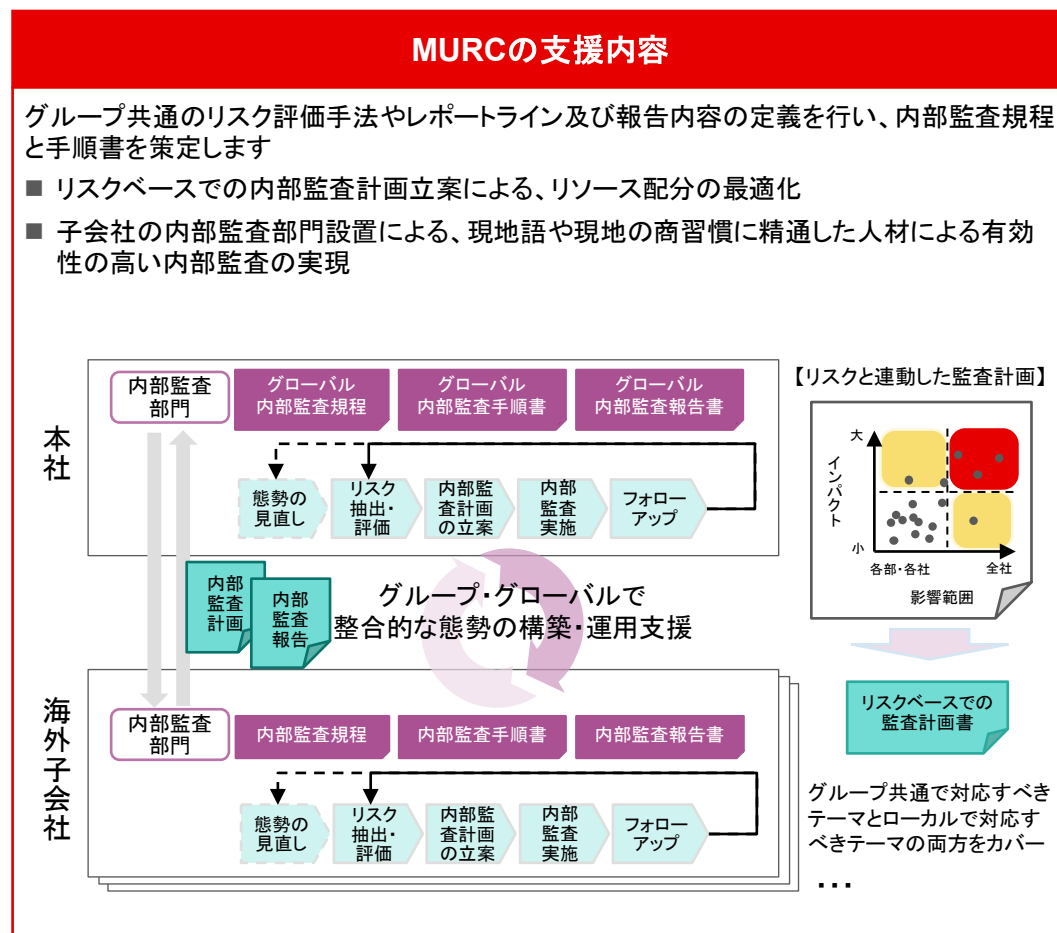 MURCの支援内容
グループ共通のリスク評価手法やレポートライン及び報告内容の定義を行い、内部監査規程
と手順書を策定します
■ リスクベースでの内部監査計画立案による、リソース配分の最適化
■ 子会社の内部監査部門設置による、現地語や現地の商習慣に精通した人材による有効
性の高い内部監査の実現
本社
内部監査
部門
グローバル
内部監査規程
グローバル
内部監査手順書
グローバル
内部監査報告書
態勢の
見直し
リスク
抽出・
評価
内部監
査計画
の立案
内部
監査
実施
フォロー
アップ
内部
監査
計画
内部
監査
報告
グループ・グローバルで
整合的な態勢の構築・運用支援
海外子会社
内部監査
部門
内部監査規程
内部監査手順書
内部監査報告書
態勢の
見直し
リスク
抽出・
評価
内部監
査計画
の立案
内部
監査
実施
フォロー
アップ
【リスクと連動した監査計画】
大
インパクト
小
各部・各社
全社
影響範囲
リスクベースでの
監査計画書
グループ共通で対応すべき
テーマとローカルで対応す
べきテーマの両方をカバー
・・・